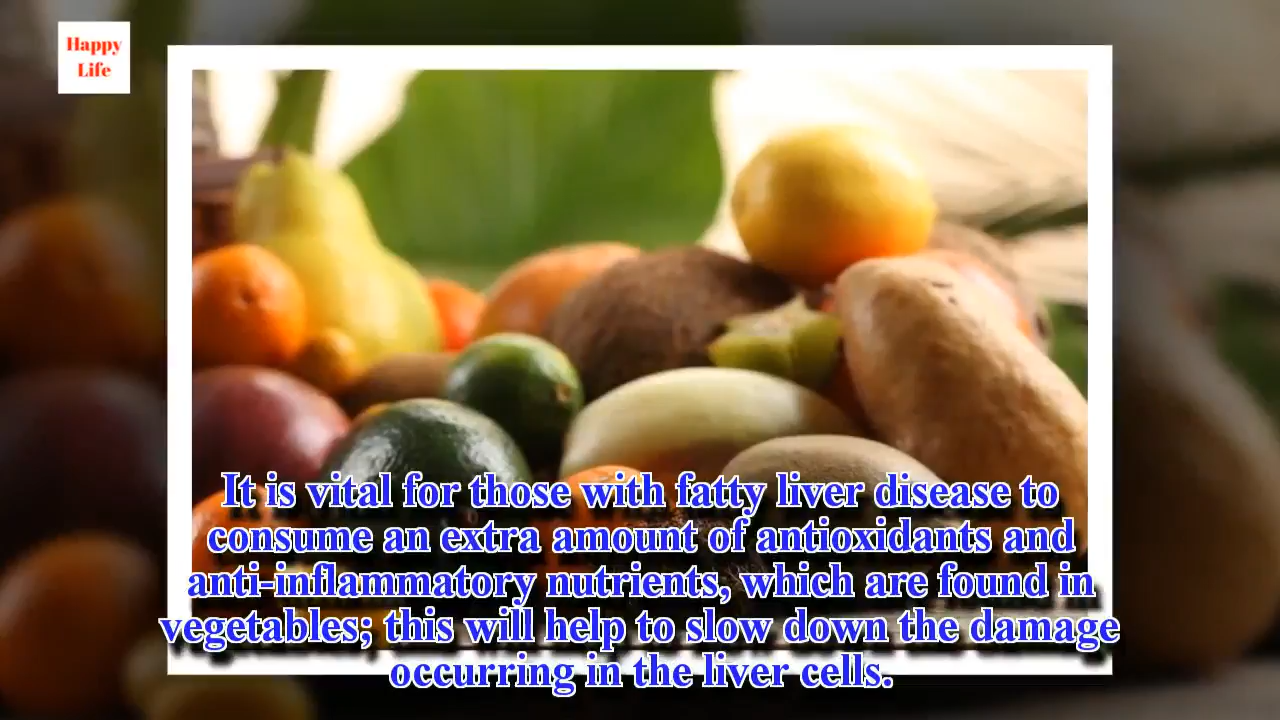 Happy
Life
It is vital for those with fatty liver disease to
consume an extra amount of antioxidants and
anti-inflammatory nutrients, which are found in
vegetables; this will help to slow down the damage
occurring in the liver cells.